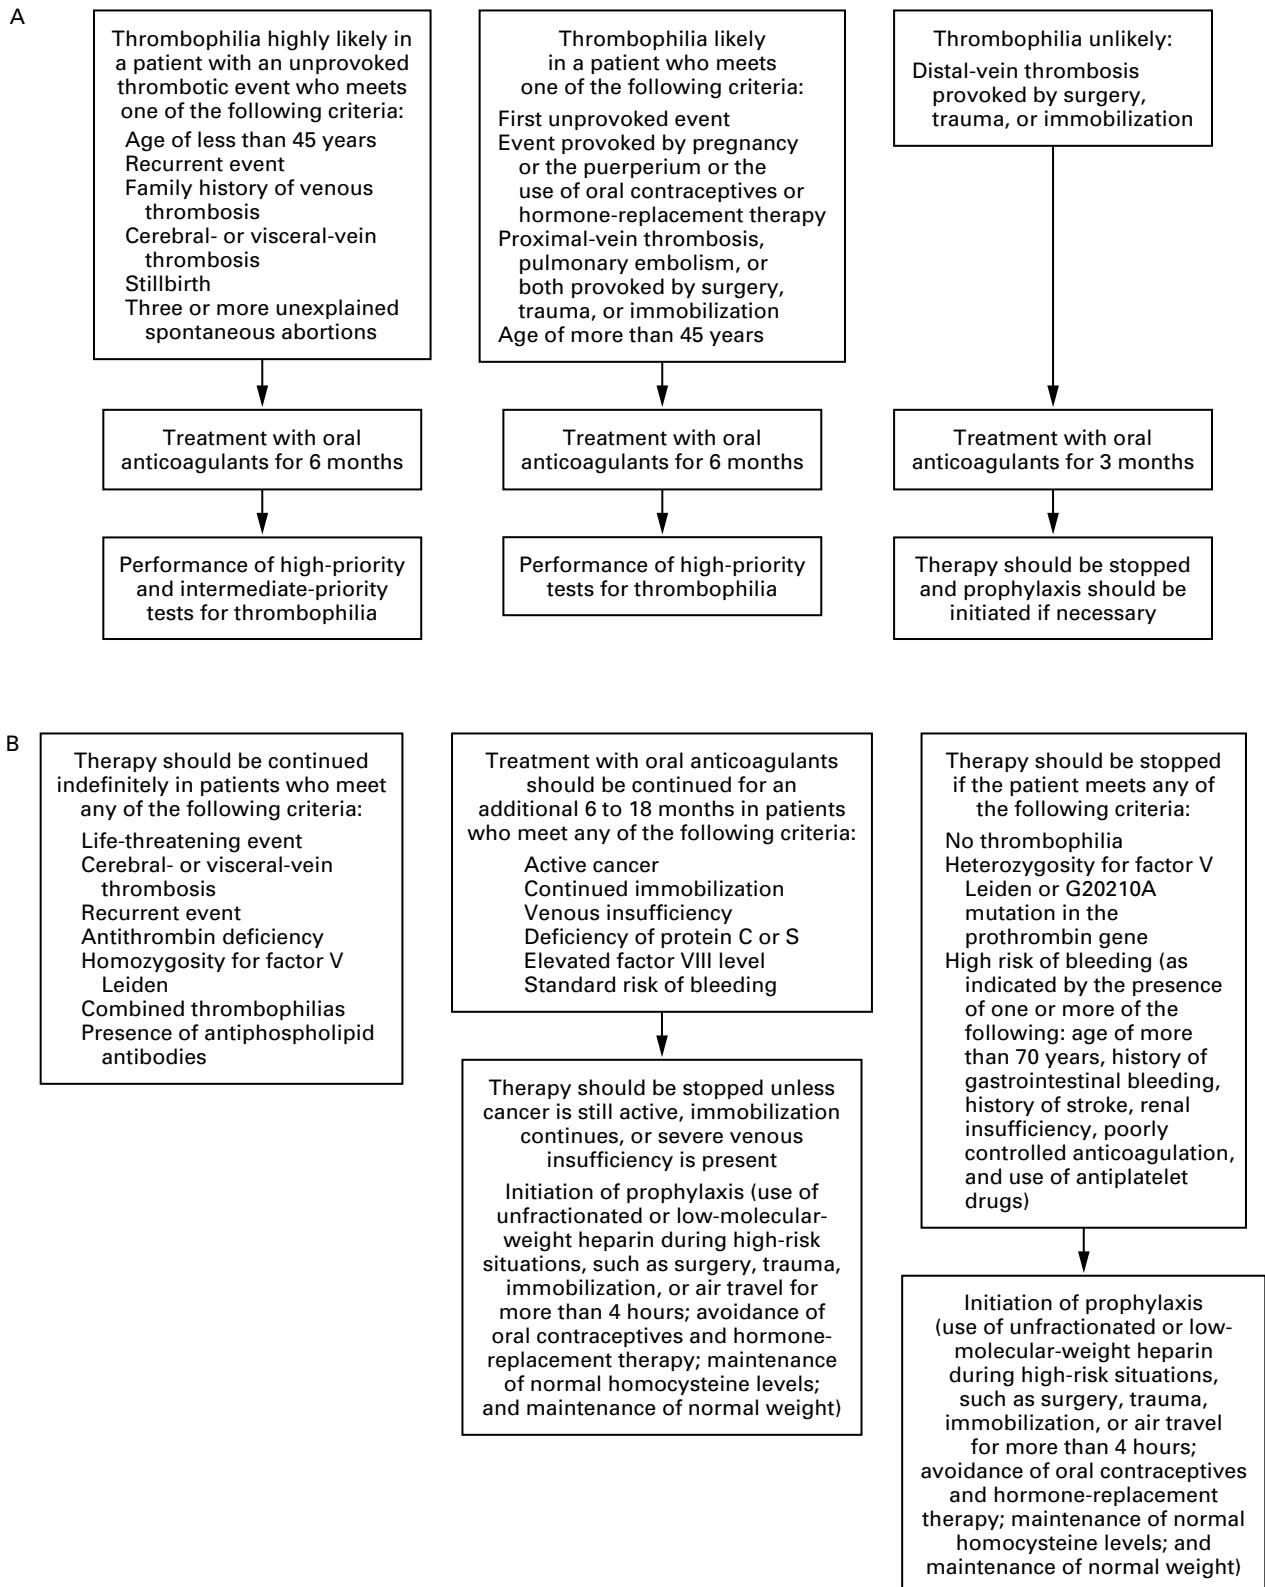 A
Thrombophilia highly likely in
a patient with an unprovoked
thrombotic event who meets
one of the following criteria:
Age of less than 45 years
Recurrent event
Family history of venous
thrombosis
Cerebral- or visceral-vein
thrombosis
Stillbirth
Three or more unexplained
spontaneous abortions
Treatment with oral
anticoagulants for 6 months
Performance of high-priority
and intermediate-priority
tests for thrombophilia
Thrombophilia likely
in a patient who meets
one of the following criteria:
First unprovoked event
Event provoked by pregnancy
or the puerperium or the
use of oral contraceptives or
hormone-replacement therapy
Proximal-vein thrombosis,
pulmonary embolism, or
both provoked by surgery,
trauma, or immobilization
Age of more than 45 years
Treatment with oral
anticoagulants for 6 months
Performance of high-priority
tests for thrombophilia
Thrombophilia unlikely:
Distal-vein thrombosis
provoked by surgery,
trauma, or immobilization
Treatment with oral
anticoagulants for 3 months
Therapy should be stopped
and prophylaxis should be
initiated if necessary
B
Therapy should be continued
indefinitely in patients who meet
any of the following criteria:
Life-threatening event
Cerebral- or visceral-vein
thrombosis
Recurrent event
Antithrombin deficiency
Homozygosity for factor V
Leiden
Combined thrombophilias
Presence of antiphospholipid
antibodies
Treatment with oral anticoagulants
should be continued for an
additional 6 to 18 months in patients
who meet any of the following criteria:
Active cancer
Continued immobilization
Venous insufficiency
Deficiency of protein C or S
Elevated factor VIII level
Standard risk of bleeding
Therapy should be stopped unless
cancer is still active, immobilization
continues, or severe venous
insufficiency is present
Initiation of prophylaxis (use of
unfractionated or low-molecular-
weight heparin during high-risk
situations, such as surgery, trauma,
immobilization, or air travel for
more than 4 hours; avoidance of
oral contraceptives and hormone-
replacement therapy; maintenance
of normal homocysteine levels;
and maintenance of normal weight)
Therapy should be stopped
if the patient meets any of
the following criteria:
No thrombophilia
Heterozygosity for factor V
Leiden or G20210A
mutation in the
prothrombin gene
High risk of bleeding (as
indicated by the presence
of one or more of the
following: age of more
than 70 years, history of
gastrointestinal bleeding,
history of stroke, renal
insufficiency, poorly
controlled anticoagulation,
and use of antiplatelet
drugs)
Initiation of prophylaxis
(use of unfractionated or low-
molecular-weight heparin
during high-risk situations,
such as surgery, trauma,
immobilization, or air travel
for more than 4 hours;
avoidance of oral contraceptives
and hormone-replacement
therapy; maintenance of normal
homocysteine levels; and
maintenance of normal weight)